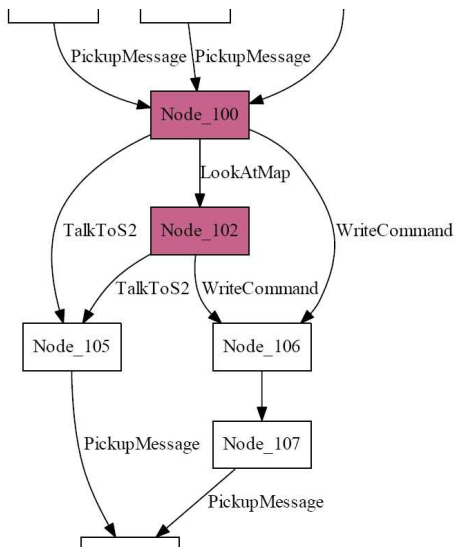 PickupMessage PickupMessage
Node_100
LookAtMap
TalkToS2 Node_102 WriteCommand
TalkToS2 WriteCommand
Node_105 Node_106
PickupMessage Node_107
PickupMessage